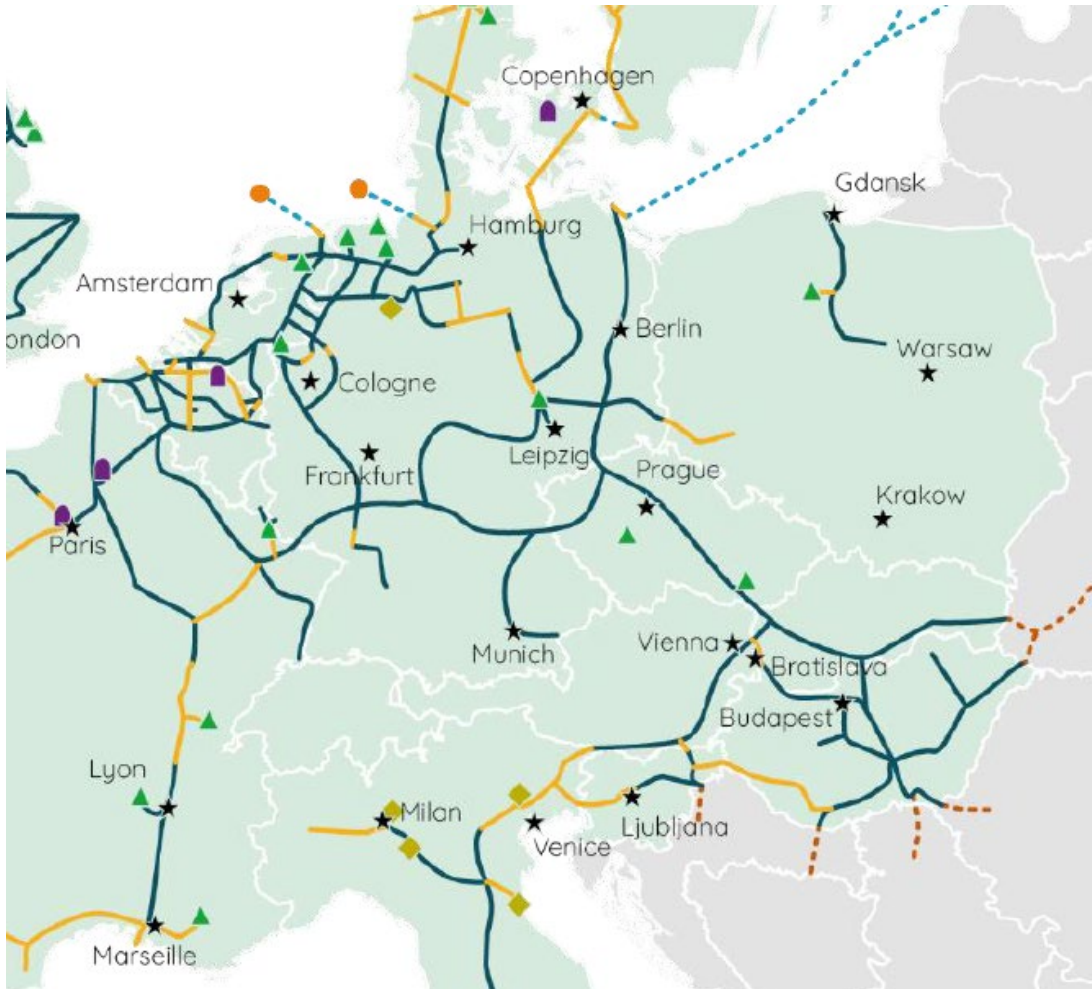 Copenhagen
Gdansk
Hamburg
Amsterdam
ondon
Berlin
Warsaw
Cologne
Leipzig
Frankfurt
Prague
Krakow
Paris
Vienna
Munich
Bratislava
Budapest
Lyon
Milan
Ljubljana
Venice
Marseille